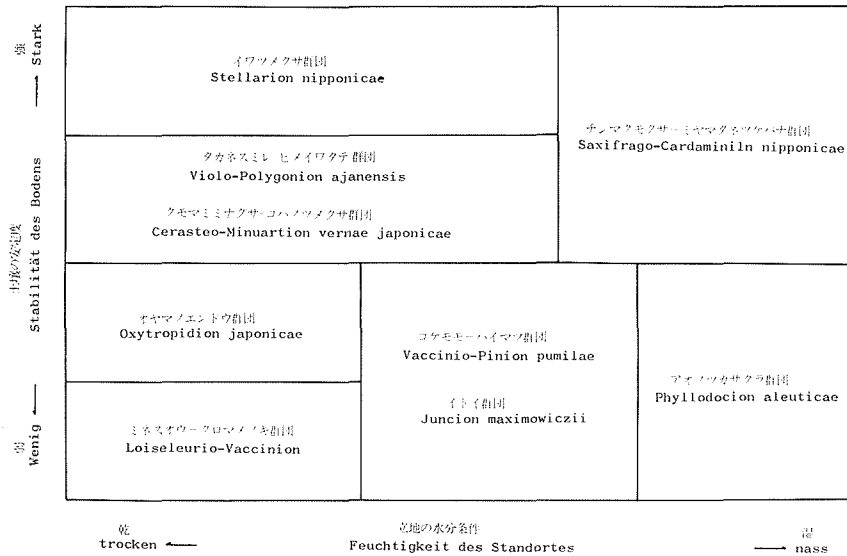 強
Stark
イワツメクサ群団
Stellarion nipponicae
チシマクモクサーミヤマタネツケバナ群団
Saxifrago-Cardaminiln nipponicae
タカネスミレ ヒメイワタデ群団
Violo-Polygonion ajanensis
クモマミミナグサ-コバノツメクサ群団
Cerasteo-Minuartion vernae japonicae
土壌の安定度
Stabilität des Bodens
オヤマノエンドウ群団
Oxytropidion japonicae
コケモモーハイマツ群団
Vaccinio-Pinion pumilae
アオノツガザクラ群団
Phyllodocion aleuticae
イトイ群団
Juncion maximowiczii
ミネズオウークロマメノキ群団
Loiseleurio-Vaccinion
弱
Wenig
乾
trocken
立地の水分条件
Feuchtigkeit des Standortes
湿
nass